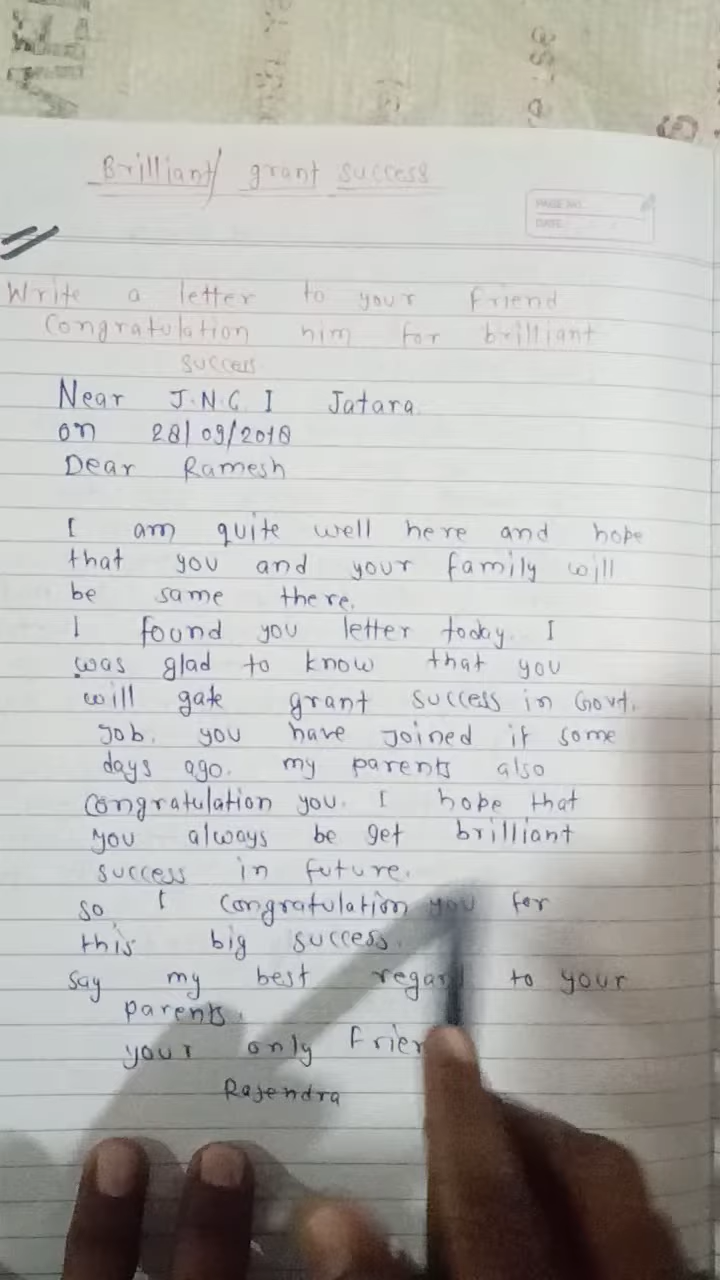 Brilliant/ grant success
PAGE NO.
DATE:
Write a letter to your friend
Congratulation him for brilliant
success
Near J.N.C I Jatara
on 28/09/2018
Dear Ramesh
I am quite well here and hope
that you and your family will
be same there.
I found you letter today. I
was glad to know that you
will gate grant success in Govt.
Job. you have Joined it some
days ago. my parents also
congratulation you. I hope that
you always be get brilliant
success in future.
so, I congratulation you for
this big success.
say my best regard to your
parents.
your only
Rajendra